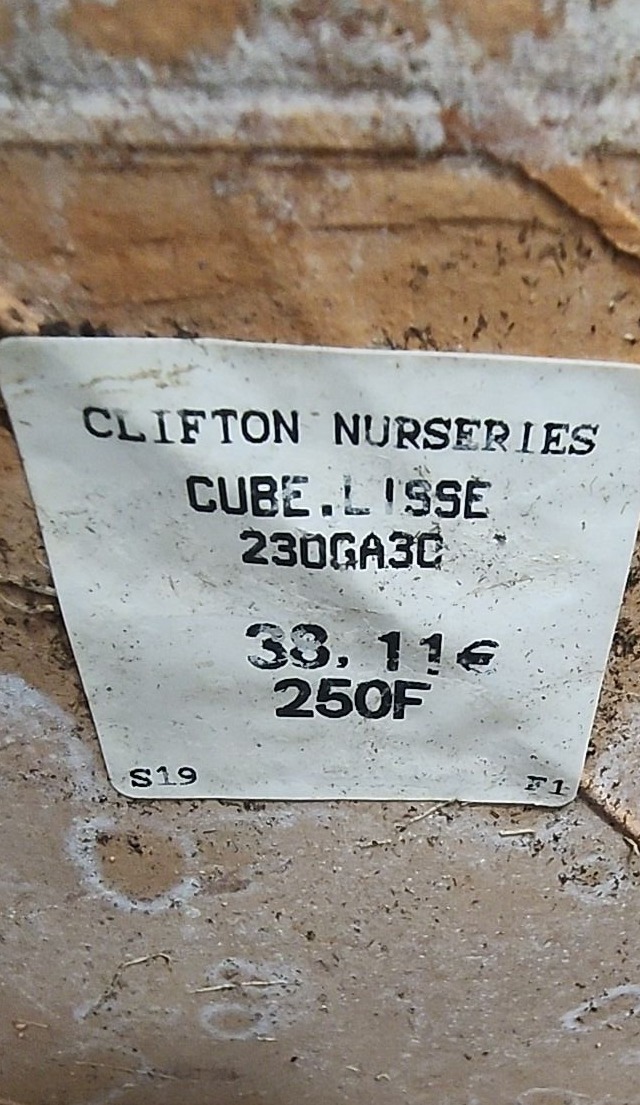 CLIFTON NURSERIES
CUBE.LISSE
230GA30
38,11€
250F
S19 F1